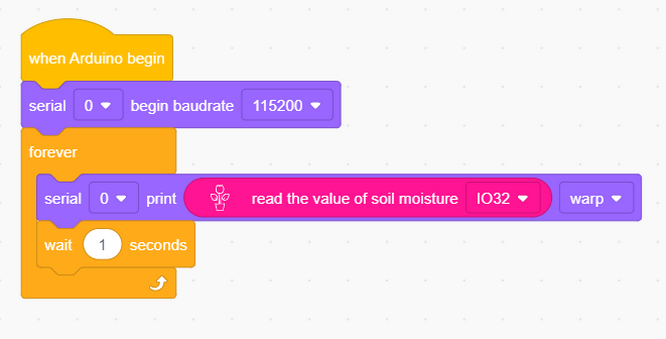 when Arduino begin
serial 0 begin baudrate 115200
forever
serial 0 print read the value of soil moisture IO32 warp
wait 1 seconds